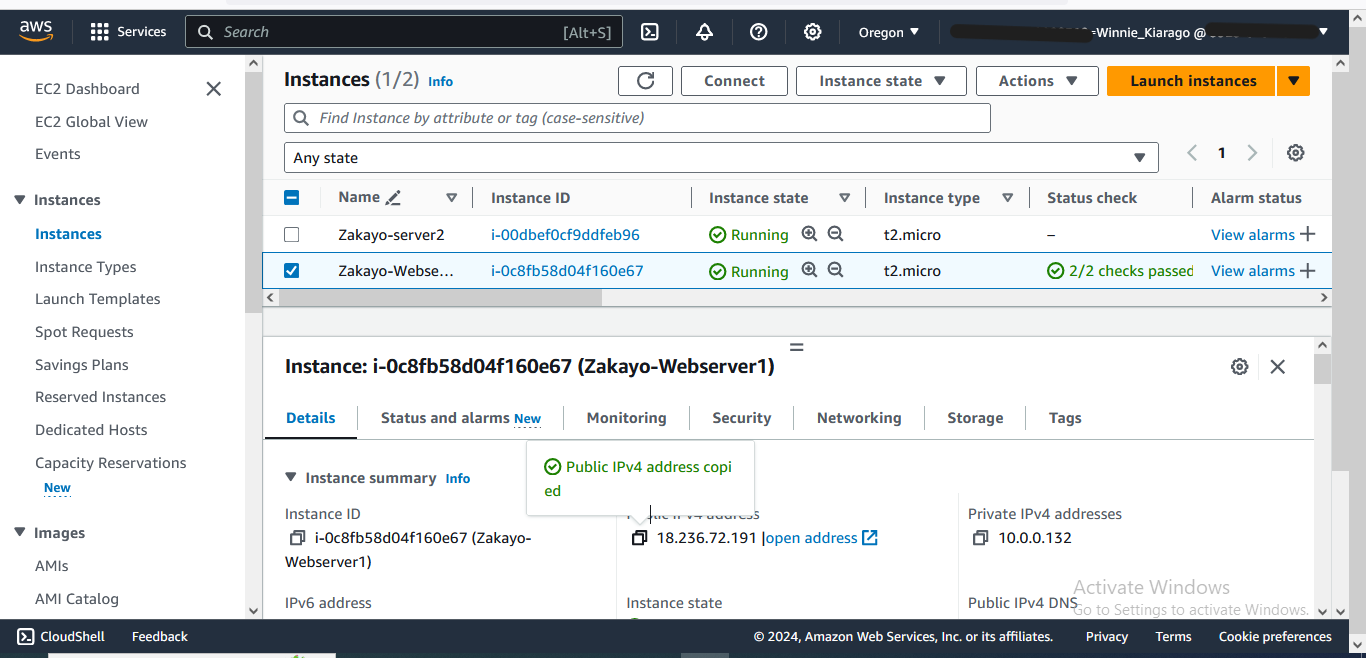 aws Services Search [Alt+S] Oregon =Winnie_Kiarago @
EC2 Dashboard
EC2 Global View
Events
Instances
Instances
Instance Types
Launch Templates
Spot Requests
Savings Plans
Reserved Instances
Dedicated Hosts
Capacity Reservations
New
Images
AMIs
AMI Catalog
Instances (1/2) Info Connect Instance state Actions Launch instances
Find Instance by attribute or tag (case-sensitive)
Any state 1
Name Instance ID Instance state Instance type Status check Alarm status
Zakayo-server2 i-00dbef0cf9ddfeb96 Running t2.micro – View alarms
Zakayo-Webse... i-0c8fb58d04f160e67 Running t2.micro 2/2 checks passed View alarms
Instance: i-0c8fb58d04f160e67 (Zakayo-Webserver1)
Details Status and alarms New Monitoring Security Networking Storage Tags
Public IPv4 address copi
ed
Instance summary Info
Instance ID
i-0c8fb58d04f160e67 (Zakayo-
Webserver1)
IPv6 address
Public IPv4 address
18.236.72.191 |open address
Instance state
Private IPv4 addresses
10.0.0.132
Public IPv4 DNS
Activate Windows
Go to Settings to activate Windows.
CloudShell Feedback © 2024, Amazon Web Services, Inc. or its affiliates. Privacy Terms Cookie preferences